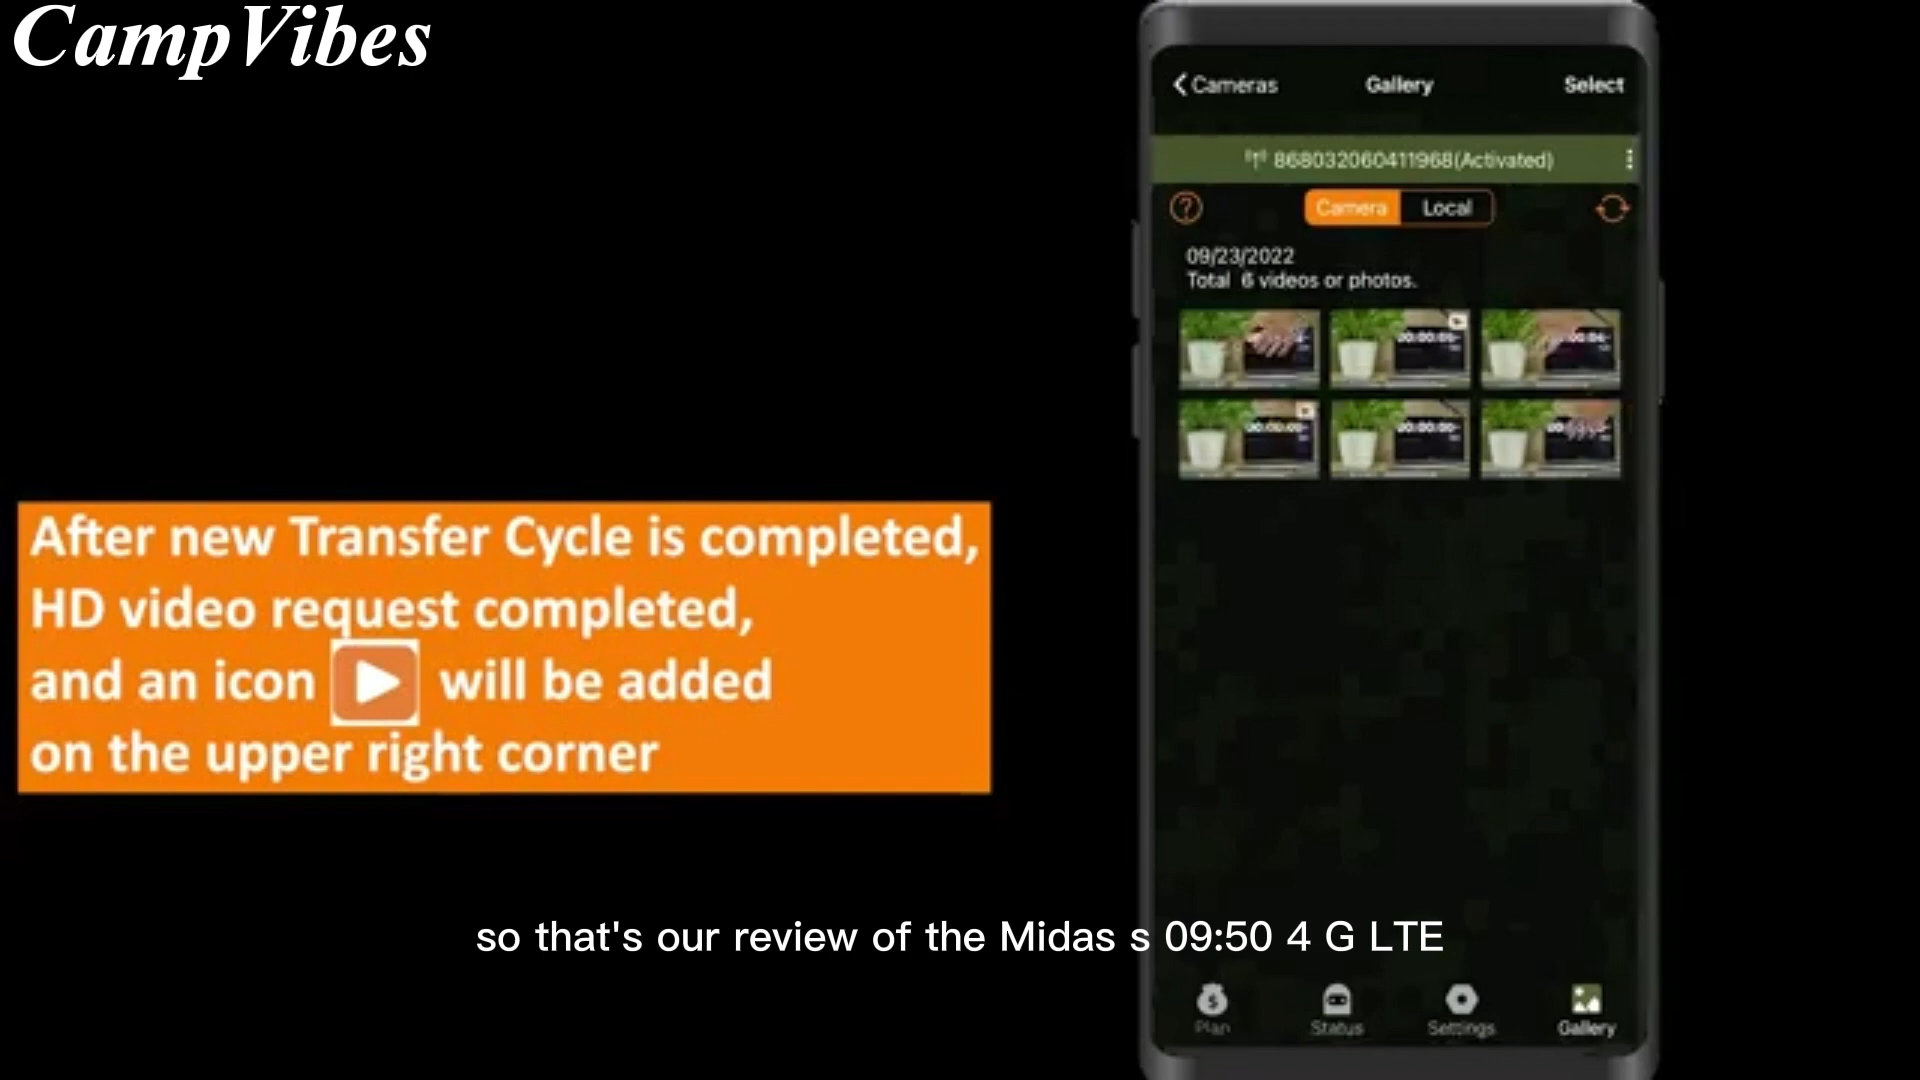 CampVibes
Cameras
Gallery
Select
868032060411968(Activated)
?
Camera
Local
09/23/2022
Total 6 videos or photos.
After new Transfer Cycle is completed,
HD video request completed,
and an icon will be added
on the upper right corner
so that's our review of the Midas s 09:50 4 G LTE
Plan
Status
Settings
Gallery